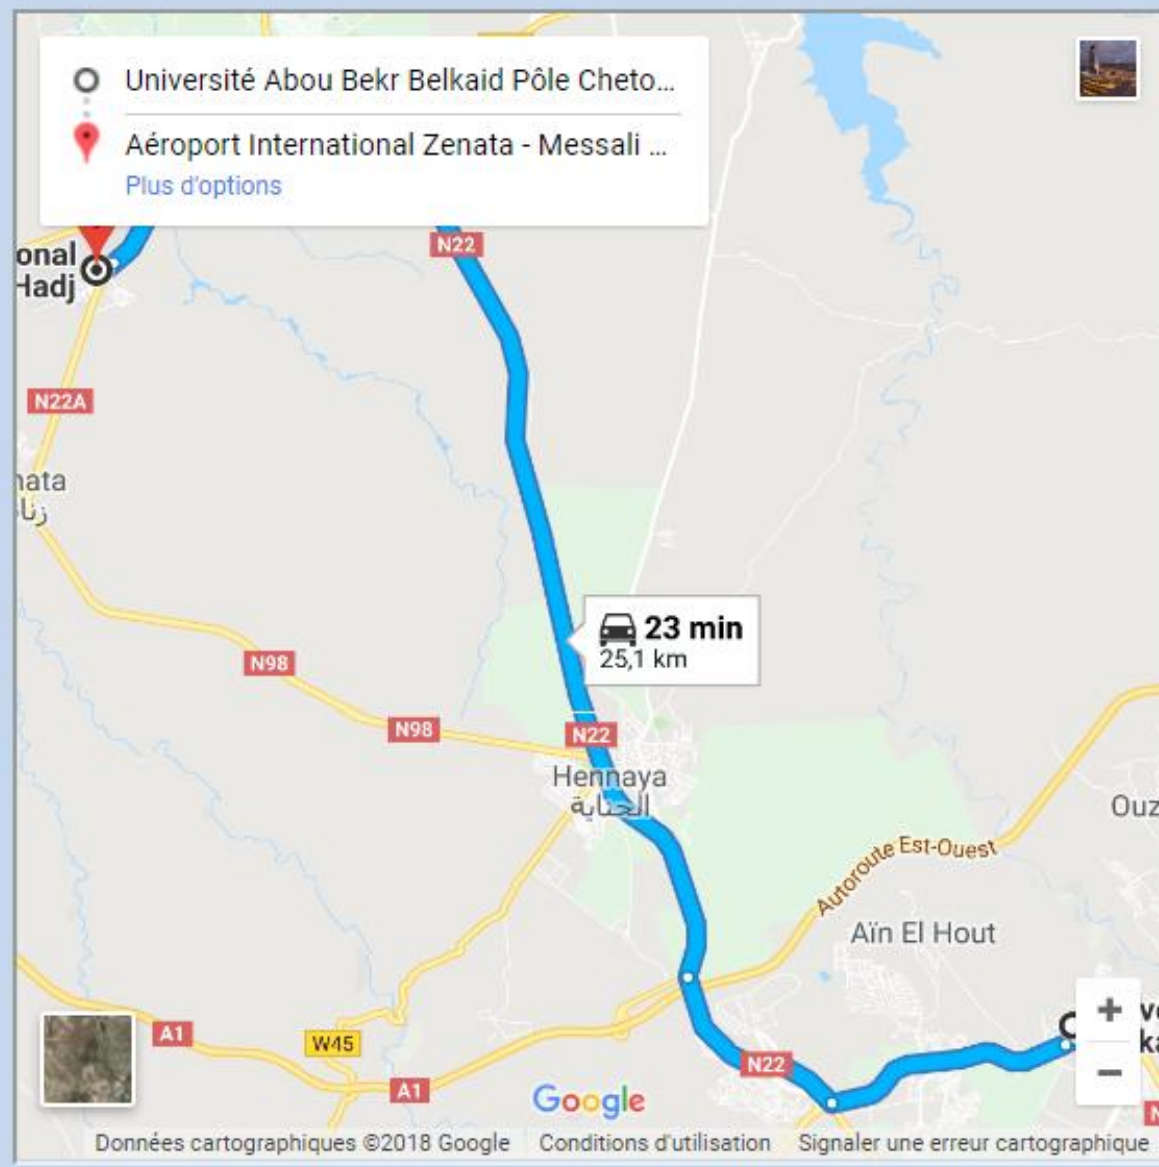 Université Abou Bekr Belkaid Pôle Cheto...
Aéroport International Zenata - Messali ...
Plus d'options
onal
Hadj
N22
N22A
nata
زنا
23 min
25,1 km
N98
N98
N22
Hennaya
الحناية
Ouz
Autoroute Est-Ouest
Aïn El Hout
+
−
A1
W45
N22
A1
Google
Données cartographiques ©2018 Google Conditions d'utilisation Signaler une erreur cartographique